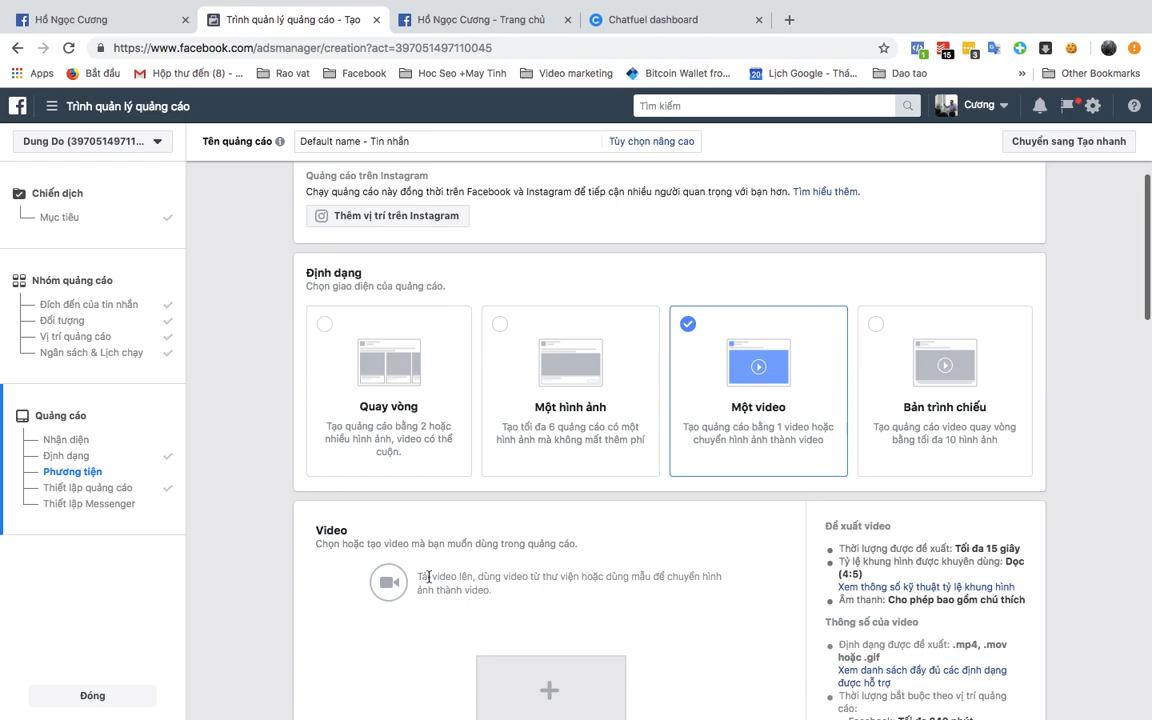 Hồ Ngọc Cương
Trình quản lý quảng cáo - Tạo
Hồ Ngọc Cương - Trang chủ
Chatfuel dashboard
https://www.facebook.com/adsmanager/creation?act=397051497110045
1
15
3
Apps
Bắt đầu
Hộp thư đến (8) - ...
Rao vat
Facebook
Hoc Seo +May Tinh
Video marketing
Bitcoin Wallet fro...
20
Lịch Google - Thá...
Dao tao
»
Other Bookmarks
Trình quản lý quảng cáo
Tìm kiếm
Cương
Dung Do (39705149711...
Tên quảng cáo
Default name - Tin nhắn
Tùy chọn nâng cao
Chuyển sang Tạo nhanh
Chiến dịch
Mục tiêu
Nhóm quảng cáo
Đích đến của tin nhắn
Đối tượng
Vị trí quảng cáo
Ngân sách & Lịch chạy
Quảng cáo
Nhận diện
Định dạng
Phương tiện
Thiết lập quảng cáo
Thiết lập Messenger
Đóng
Quảng cáo trên Instagram
Chạy quảng cáo này đồng thời trên Facebook và Instagram để tiếp cận nhiều người quan trọng với bạn hơn. Tìm hiểu thêm.
Thêm vị trí trên Instagram
Định dạng
Chọn giao diện của quảng cáo.
Quay vòng
Tạo quảng cáo bằng 2 hoặc
nhiều hình ảnh, video có thể
cuộn.
Một hình ảnh
Tạo tối đa 6 quảng cáo có một
hình ảnh mà không mất thêm phí
Một video
Tạo quảng cáo bằng 1 video hoặc
chuyển hình ảnh thành video
Bản trình chiếu
Tạo quảng cáo video quay vòng
bằng tối đa 10 hình ảnh
Video
Chọn hoặc tạo video mà bạn muốn dùng trong quảng cáo.
Tải video lên, dùng video từ thư viện hoặc dùng mẫu để chuyển hình
ảnh thành video.
Đề xuất video
Thời lượng được đề xuất: Tối đa 15 giây
Tỷ lệ khung hình được khuyên dùng: Dọc
(4:5)
Xem thông số kỹ thuật tỷ lệ khung hình
Âm thanh: Cho phép bao gồm chú thích
Thông số của video
Định dạng được đề xuất: .mp4, .mov
hoặc .gif
Xem danh sách đầy đủ các định dạng
được hỗ trợ
Thời lượng bắt buộc theo vị trí quảng
cáo:
Facebook: Tối đa 240 phút